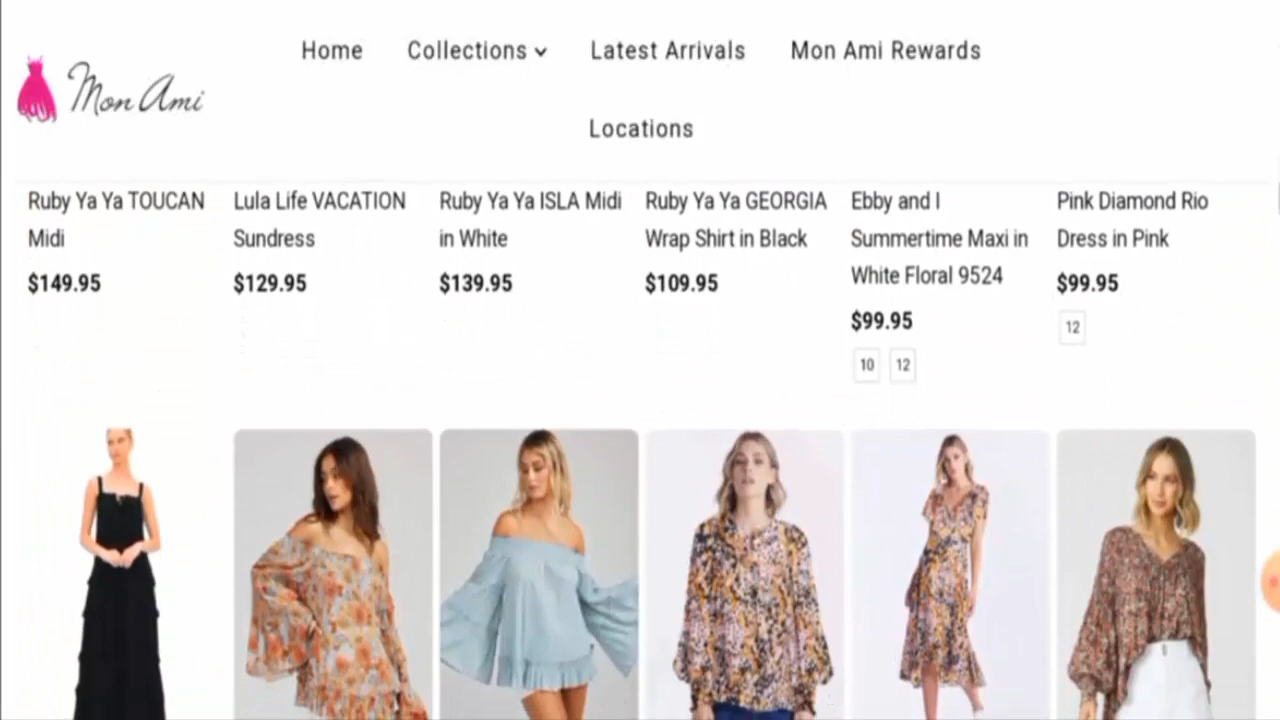 Home Collections Latest Arrivals Mon Ami Rewards
Mon Ami
Locations
Ruby Ya Ya TOUCAN
Midi
$149.95
Lula Life VACATION
Sundress
$129.95
Ruby Ya Ya ISLA Midi
in White
$139.95
Ruby Ya Ya GEORGIA
Wrap Shirt in Black
$109.95
Ebby and I
Summertime Maxi in
White Floral 9524
$99.95
10 12
Pink Diamond Rio
Dress in Pink
$99.95
12